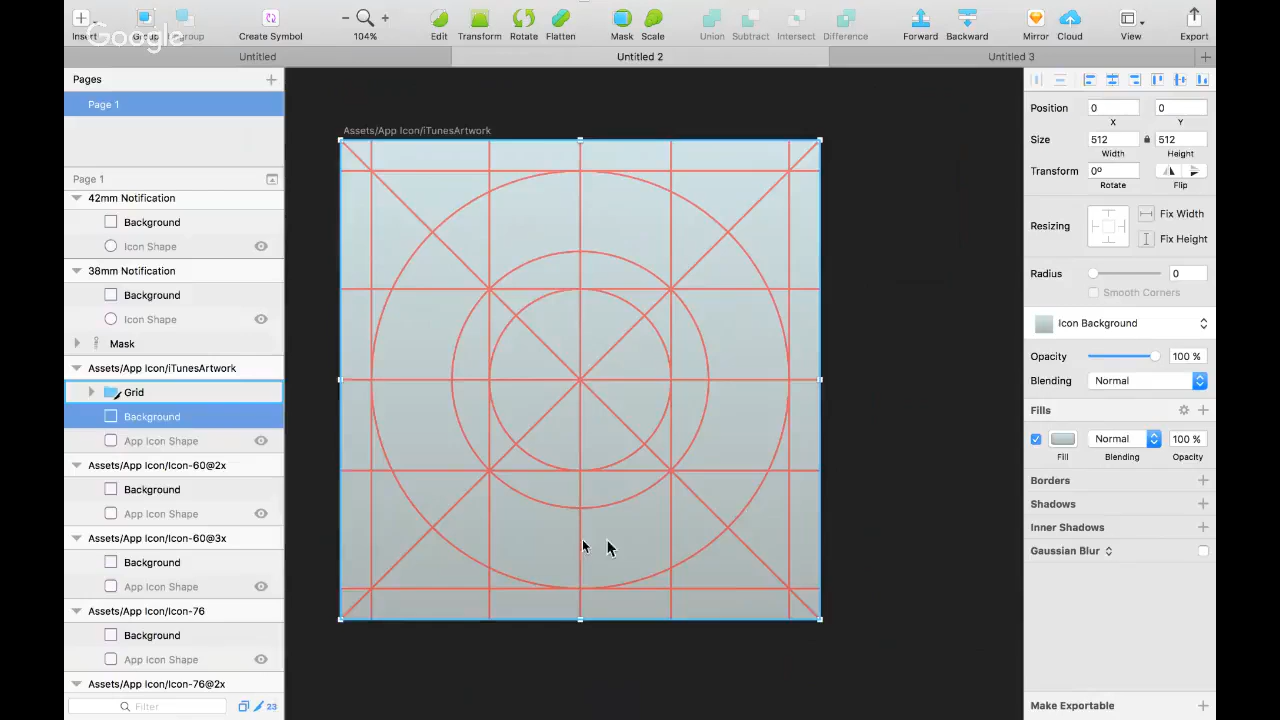 Insert
Group
Ungroup
Create Symbol
104%
Edit
Transform
Rotate
Flatten
Mask
Scale
Union
Subtract
Intersect
Difference
Forward
Backward
Mirror
Cloud
View
Export
Google
Untitled
Untitled 2
Untitled 3
Pages
Page 1
Page 1
42mm Notification
Background
Icon Shape
38mm Notification
Background
Icon Shape
Mask
Assets/App Icon/iTunesArtwork
Grid
Background
App Icon Shape
Assets/App Icon/Icon-60@2x
Background
App Icon Shape
Assets/App Icon/Icon-60@3x
Background
App Icon Shape
Assets/App Icon/Icon-76
Background
App Icon Shape
Assets/App Icon/Icon-76@2x
Filter
23
Assets/App Icon/iTunesArtwork
Position 0 0
X Y
Size 512 512
Width Height
Transform 0º
Rotate Flip
Resizing Fix Width
Fix Height
Radius 0
Smooth Corners
Icon Background
Opacity 100 %
Blending Normal
Fills
Normal 100 %
Fill Blending Opacity
Borders
Shadows
Inner Shadows
Gaussian Blur
Make Exportable